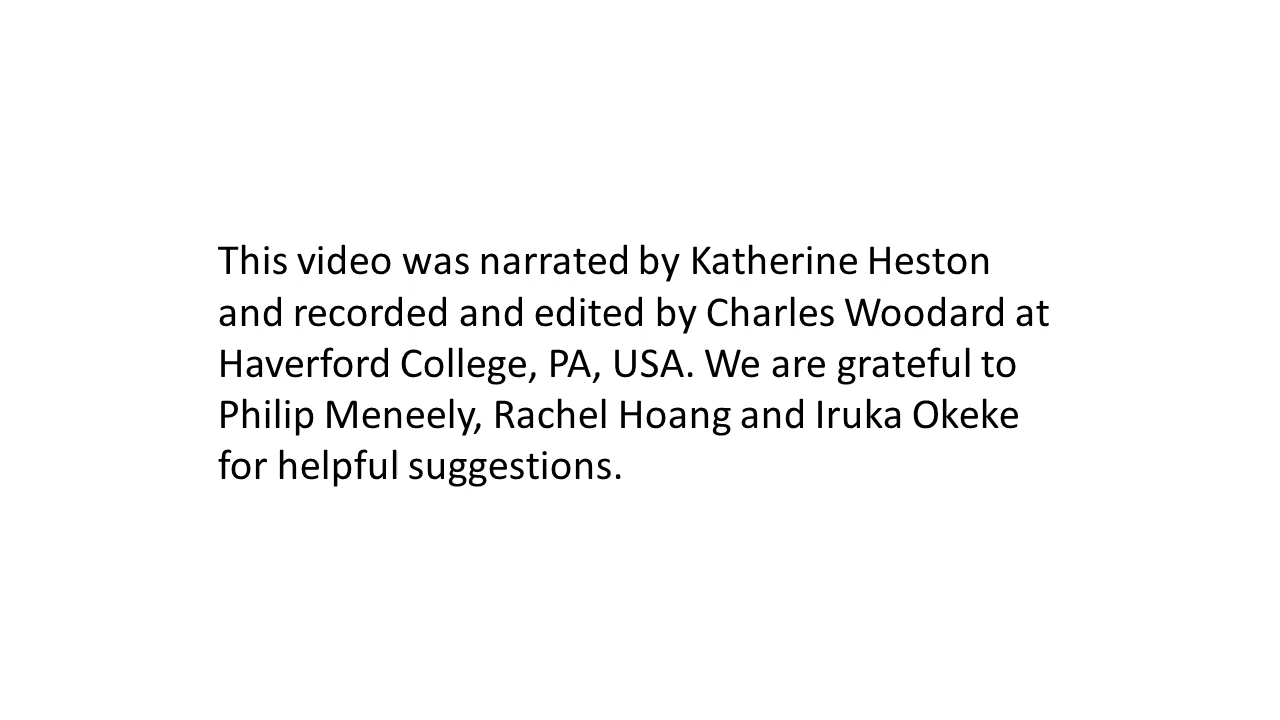 This video was narrated by Katherine Heston
and recorded and edited by Charles Woodard at
Haverford College, PA, USA. We are grateful to
Philip Meneely, Rachel Hoang and Iruka Okeke
for helpful suggestions.